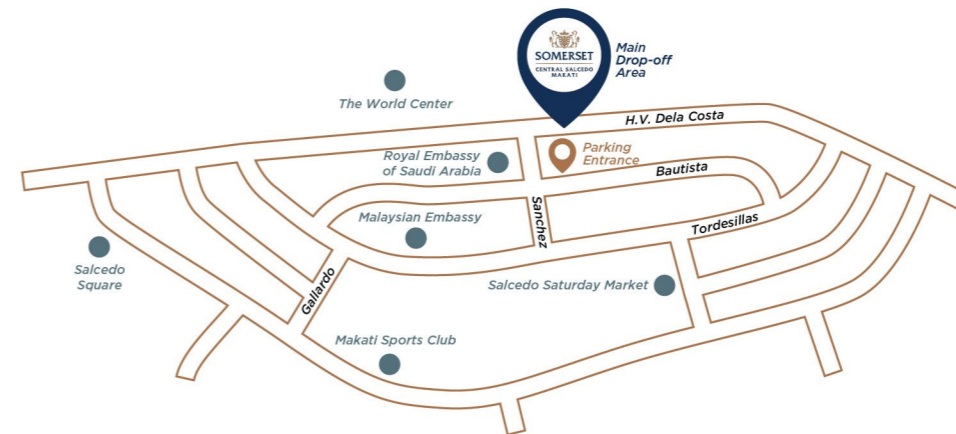 SOMERSET
CENTRAL SALCEDO
MAKATI
Main
Drop-off
Area
The World Center
H.V. Dela Costa
Royal Embassy
of Saudi Arabia
Parking
Entrance
Bautista
Sanchez
Malaysian Embassy
Tordesillas
Salcedo
Square
Gallardo
Salcedo Saturday Market
Makati Sports Club